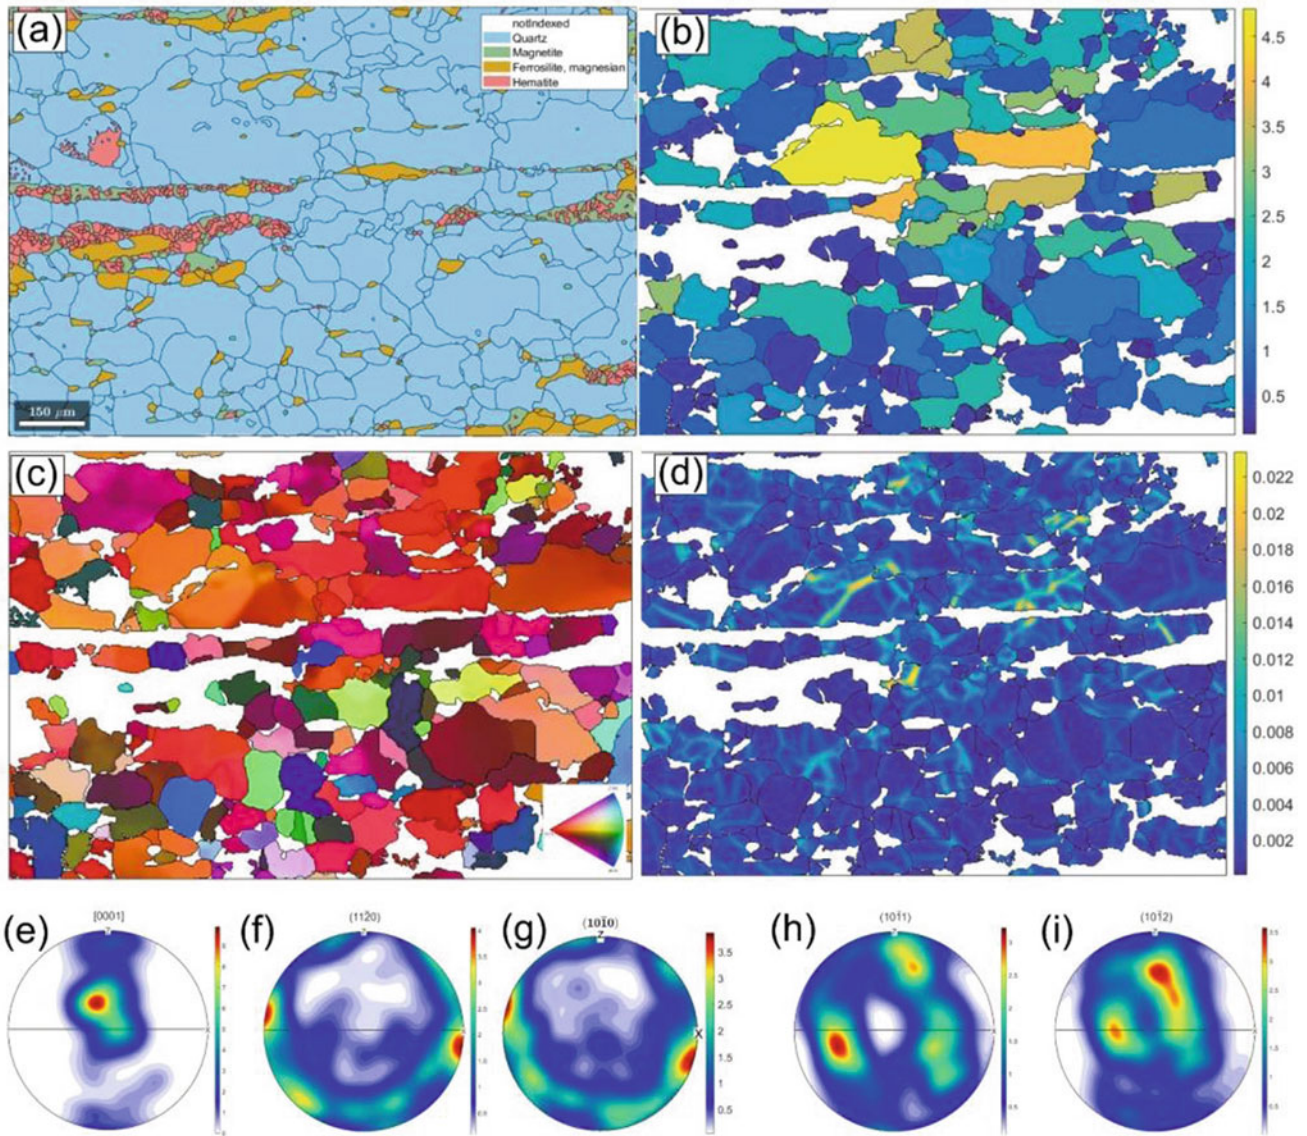 (a)
notIndexed
Quartz
Magnetite
Ferrosilite, magnesian
Hematite
150 μm
(b)
4.5
4
3.5
3
2.5
2
1.5
1
0.5
(c)
(d)
0.022
0.02
0.018
0.016
0.014
0.012
0.01
0.008
0.006
0.004
0.002
(e)
[0001]
(f)
(112̄0)
(g)
(101̄0)
Z
X
3.5
3
2.5
2
1.5
1
0.5
(h)
(101̄1)
(i)
(101̄2)